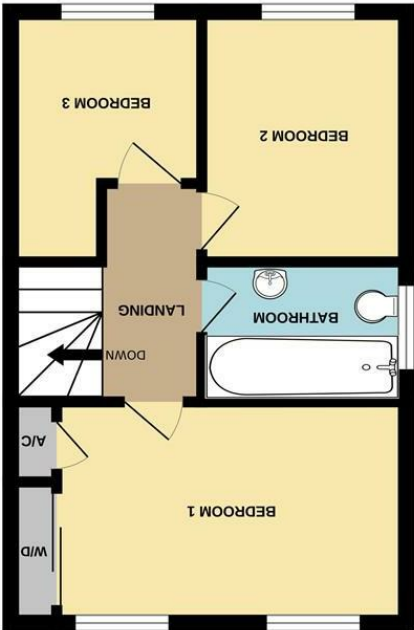 W/D
BEDROOM 1
A/C
DOWN
BATHROOM
LANDING
BEDROOM 2
BEDROOM 3